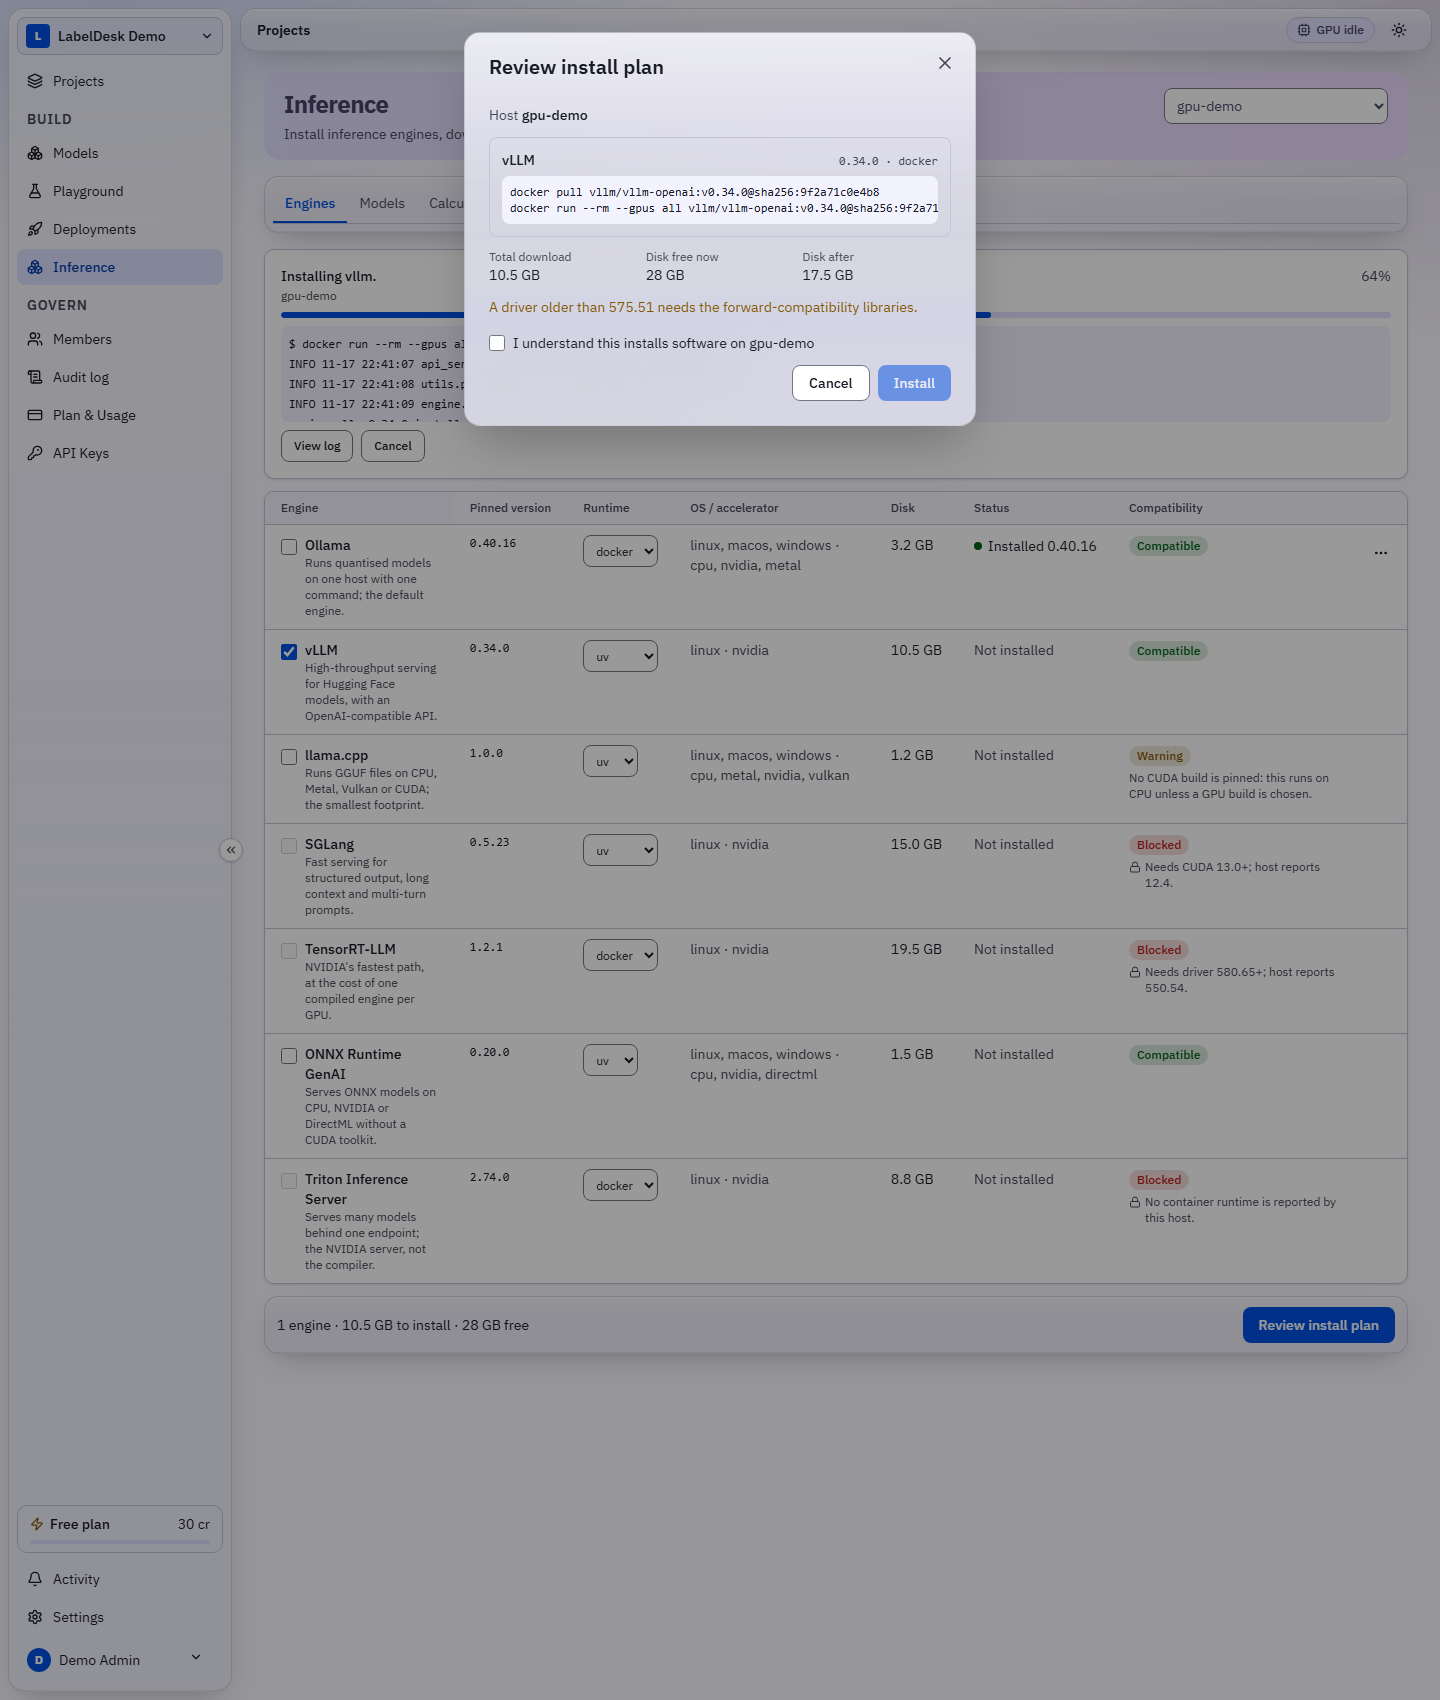 L LabelDesk Demo
Projects
BUILD
Models
Playground
Deployments
Inference
GOVERN
Members
Audit log
Plan & Usage
API Keys
Free plan 30 cr
Activity
Settings
D Demo Admin
Projects
GPU idle
Inference
Install inference engines,
gpu-demo
Engines Models
Installing vllm. 64%
gpu-demo
$ docker run --rm --gpus
INFO 11-17 22:41:07
INFO 11-17 22:41:08
INFO 11-17 22:41:09
View log Cancel
Review install plan
Host gpu-demo
vLLM 0.34.0 · docker
docker pull vllm/vllm-openai:v0.34.0@sha256:9f2a71c0e4b8
docker run --rm --gpus all vllm/vllm-openai:v0.34.0@sha256:9f2a71
Total download Disk free now Disk after
10.5 GB 28 GB 17.5 GB
A driver older than 575.51 needs the forward-compatibility libraries.
I understand this installs software on gpu-demo
Cancel Install
Engine Pinned version Runtime OS / accelerator Disk Status Compatibility
Ollama 0.40.16 docker linux, macos, windows · 3.2 GB Installed 0.40.16 Compatible
cpu, nvidia, metal
Runs quantised models
on one host with one
command; the default
engine.
vLLM 0.34.0 uv linux · nvidia 10.5 GB Not installed Compatible
High-throughput serving
for Hugging Face
models, with an
OpenAI-compatible API.
llama.cpp 1.0.0 uv linux, macos, windows · 1.2 GB Not installed Warning
cpu, metal, nvidia, vulkan
Runs GGUF files on CPU,
Metal, Vulkan or CUDA;
the smallest footprint.
No CUDA build is pinned: this runs on
CPU unless a GPU build is chosen.
SGLang 0.5.23 uv linux · nvidia 15.0 GB Not installed Blocked
Fast serving for
structured output, long
context and multi-turn
prompts.
Needs CUDA 13.0+; host reports
12.4.
TensorRT-LLM 1.2.1 docker linux · nvidia 19.5 GB Not installed Blocked
NVIDIA's fastest path,
at the cost of one
compiled engine per
GPU.
Needs driver 580.65+; host reports
550.54.
ONNX Runtime 0.20.0 uv linux, macos, windows · 1.5 GB Not installed Compatible
GenAI cpu, nvidia, directml
Serves ONNX models on
CPU, NVIDIA or
DirectML without a
CUDA toolkit.
Triton Inference 2.74.0 docker linux · nvidia 8.8 GB Not installed Blocked
Server
Serves many models
behind one endpoint;
the NVIDIA server, not
the compiler.
No container runtime is reported by
this host.
1 engine · 10.5 GB to install · 28 GB free
Review install plan